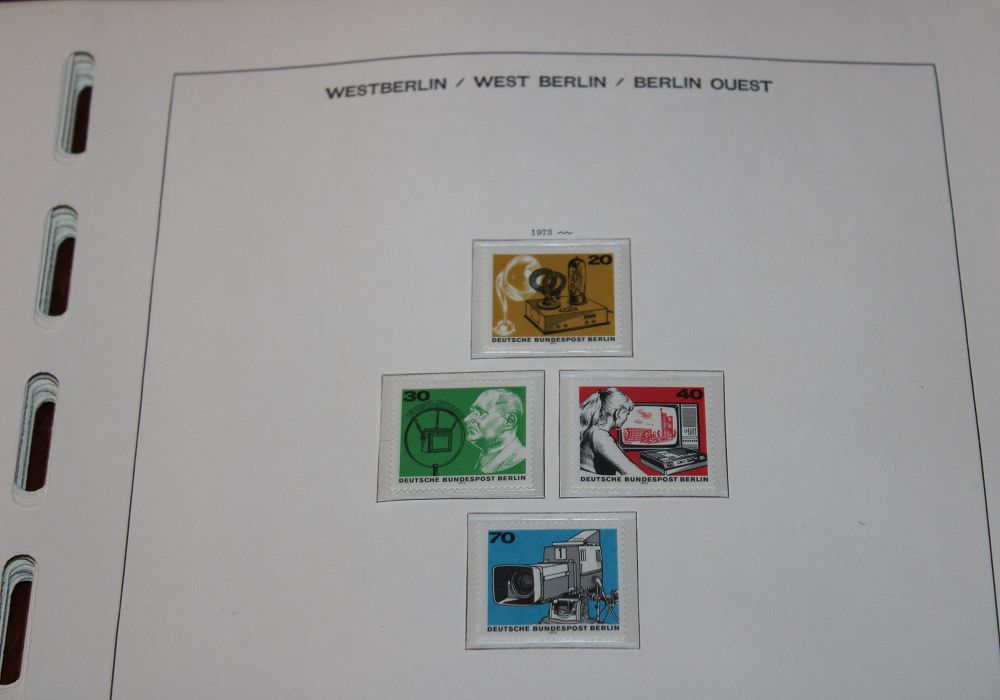 WESTBERLIN / WEST BERLIN / BERLIN OUEST
1973
20
DEUTSCHE BUNDESPOST BERLIN
30
DEUTSCHE BUNDESPOST BERLIN
40
DEUTSCHE BUNDESPOST BERLIN
70
1
DEUTSCHE BUNDESPOST BERLIN